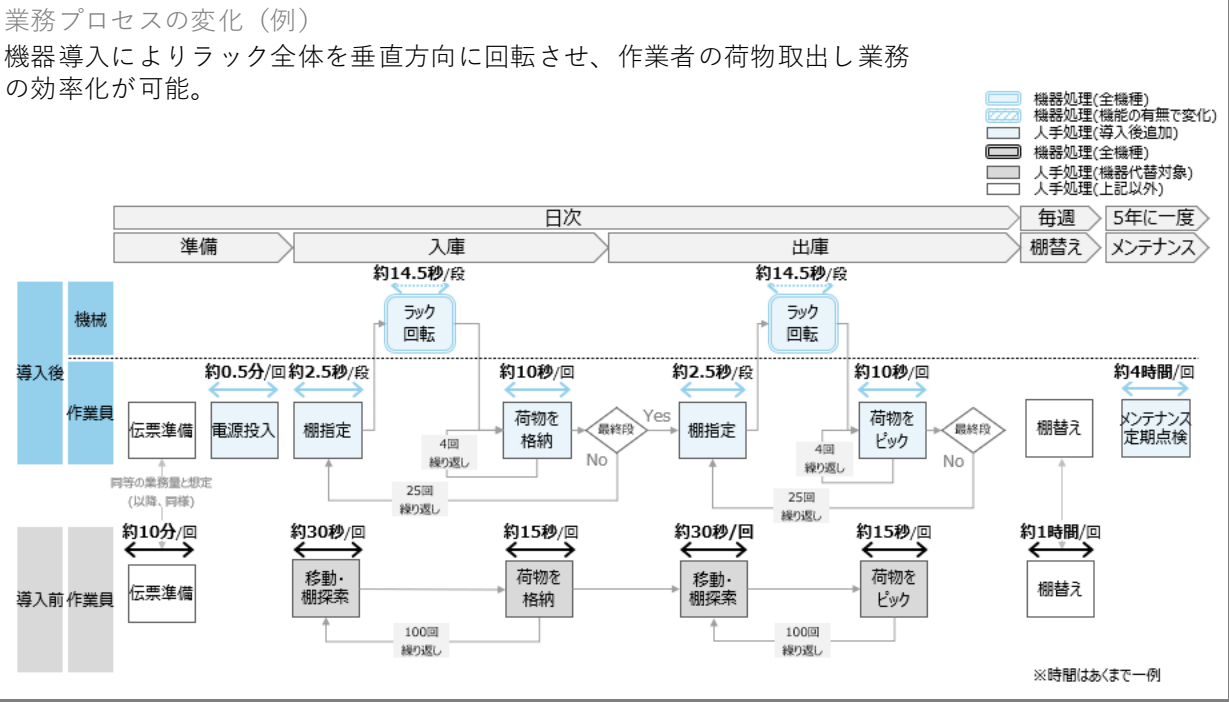 業務プロセスの変化（例）
機器導入によりラック全体を垂直方向に回転させ、作業者の荷物取出し業務
の効率化が可能。
機器処理(全機種)
機器処理(機能の有無で変化)
人手処理(導入後追加)
機器処理(全機種)
人手処理(機器代替対象)
人手処理(上記以外)
日次
毎週
5年に一度
準備
入庫
出庫
棚替え
メンテナンス
導入後
機械
約14.5秒/段
ラック
回転
約14.5秒/段
ラック
回転
作業員
伝票準備
約0.5分/回
電源投入
約2.5秒/段
棚指定
約10秒/回
荷物を
格納
4回
繰り返し
最終段
Yes
No
25回
繰り返し
約2.5秒/段
棚指定
約10秒/回
荷物を
ピック
4回
繰り返し
最終段
No
25回
繰り返し
棚替え
約4時間/回
メンテナンス
定期点検
同等の業務量と想定
(以降、同様)
導入前
作業員
約10分/回
伝票準備
約30秒/回
移動・
棚探索
約15秒/回
荷物を
格納
100回
繰り返し
約30秒/回
移動・
棚探索
約15秒/回
荷物を
ピック
100回
繰り返し
約1時間/回
棚替え
※時間はあくまで一例